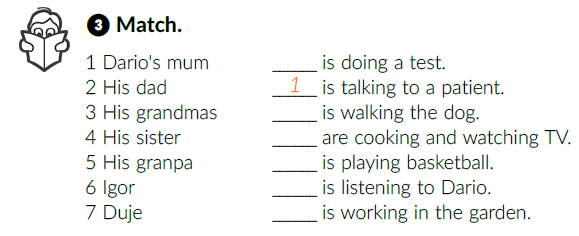 3 Match.
1 Dario's mum _____ is doing a test.
2 His dad __1__ is talking to a patient.
3 His grandmas _____ is walking the dog.
4 His sister _____ are cooking and watching TV.
5 His granpa _____ is playing basketball.
6 Igor _____ is listening to Dario.
7 Duje _____ is working in the garden.